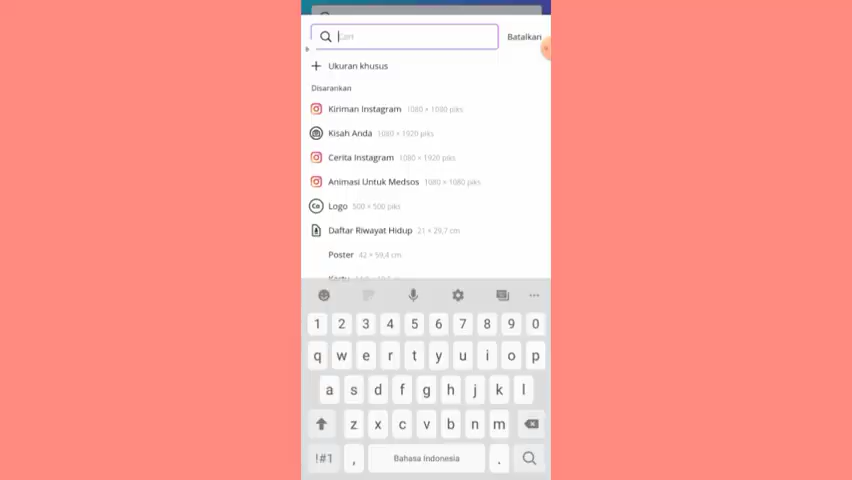 Cari
Batalkan
Ukuran khusus
Disarankan
Kiriman Instagram 1080 × 1080 piks
Kisah Anda 1080 × 1920 piks
Cerita Instagram 1080 × 1920 piks
Animasi Untuk Medsos 1080 × 1080 piks
Co
Logo 500 × 500 piks
Daftar Riwayat Hidup 21 × 29,7 cm
Poster 42 × 59,4 cm
1 2 3 4 5 6 7 8 9 0
q w e r t y u i o p
a s d f g h j k l
z x c v b n m
!#1 , Bahasa Indonesia .